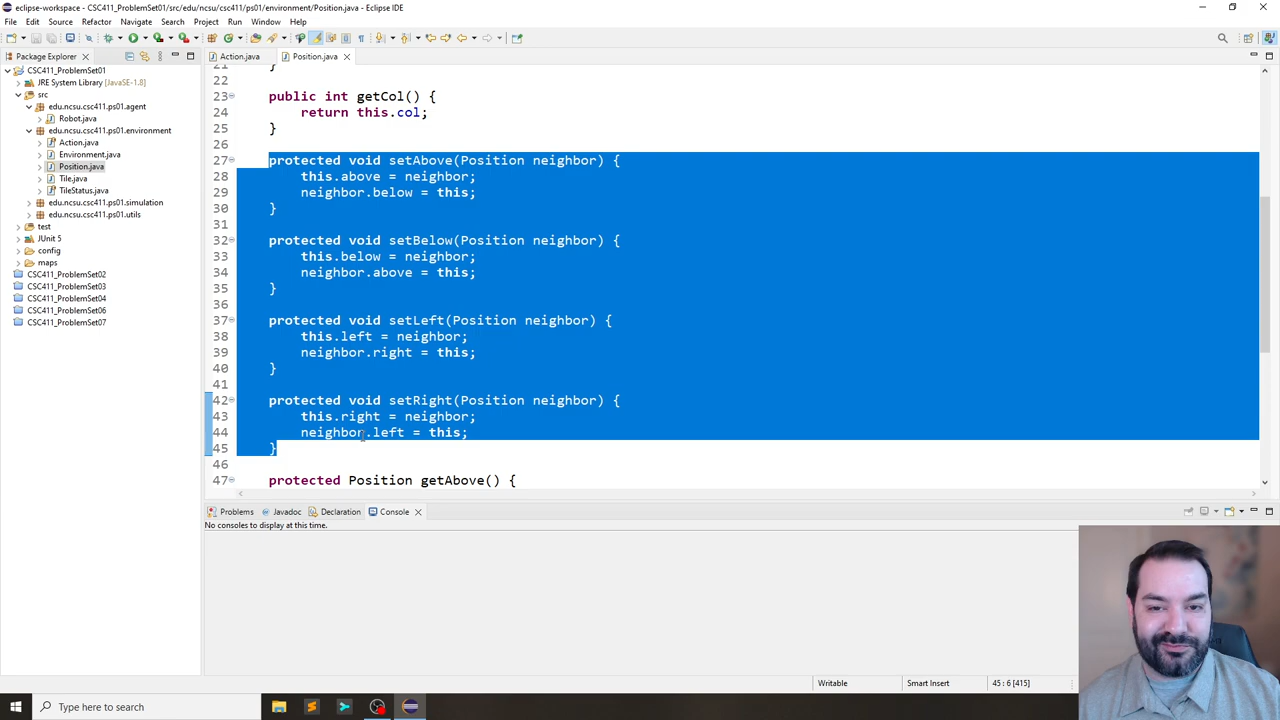 eclipse-workspace - CSC411_ProblemSet01/src/edu/ncsu/csc411/ps01/environment/Position.java - Eclipse IDE
File Edit Source Refactor Navigate Search Project Run Window Help
Package Explorer
Action.java
Position.java
CSC411_ProblemSet01
JRE System Library [JavaSE-1.8]
src
edu.ncsu.csc411.ps01.agent
Robot.java
edu.ncsu.csc411.ps01.environment
Action.java
Environment.java
Position.java
Tile.java
TileStatus.java
edu.ncsu.csc411.ps01.simulation
edu.ncsu.csc411.ps01.utils
test
JUnit 5
config
maps
CSC411_ProblemSet02
CSC411_ProblemSet03
CSC411_ProblemSet04
CSC411_ProblemSet06
CSC411_ProblemSet07
21 }
22
23 public int getCol() {
24 return this.col;
25 }
26
27 protected void setAbove(Position neighbor) {
28 this.above = neighbor;
29 neighbor.below = this;
30 }
31
32 protected void setBelow(Position neighbor) {
33 this.below = neighbor;
34 neighbor.above = this;
35 }
36
37 protected void setLeft(Position neighbor) {
38 this.left = neighbor;
39 neighbor.right = this;
40 }
41
42 protected void setRight(Position neighbor) {
43 this.right = neighbor;
44 neighbor.left = this;
45 }
46
47 protected Position getAbove() {
Problems Javadoc Declaration Console
No consoles to display at this time.
Writable Smart Insert 45 : 6 [415]
Type here to search